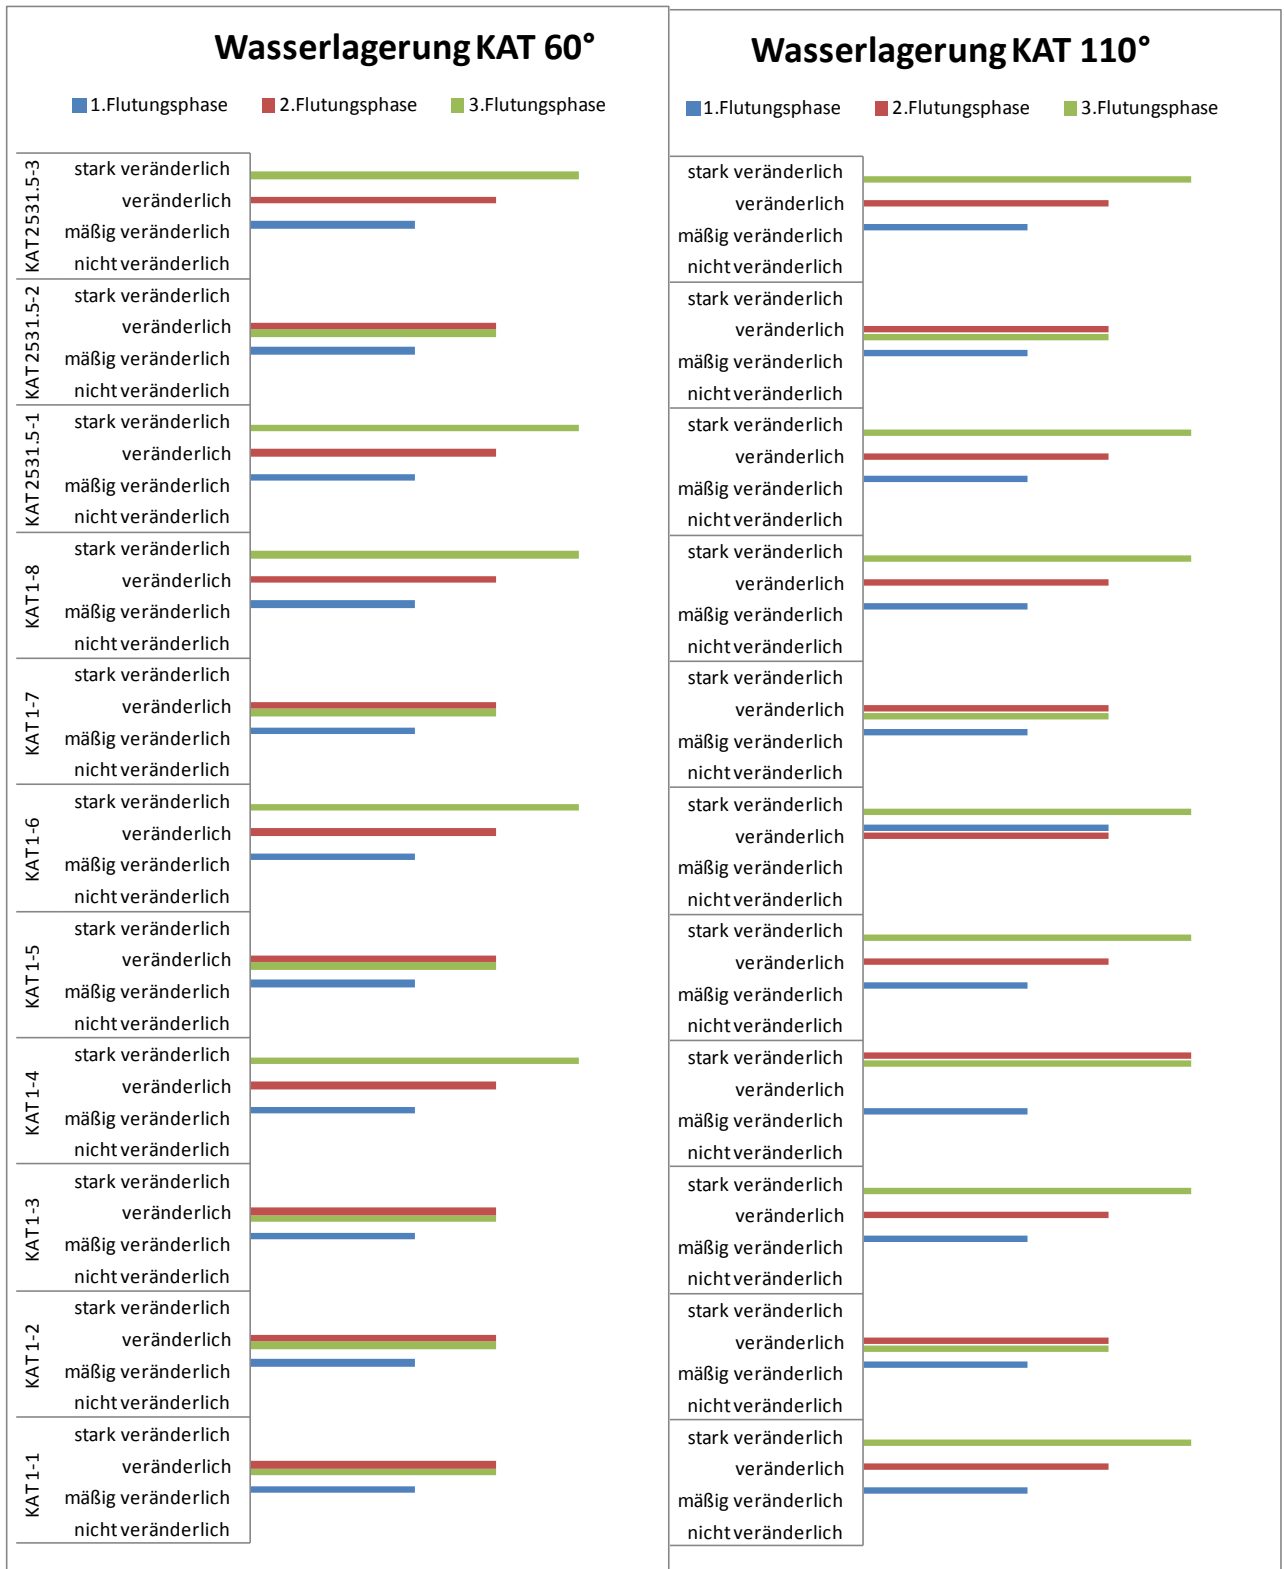 Wasserlagerung KAT 60°
1.Flutungsphase 2.Flutungsphase 3.Flutungsphase
KAT2531.5-3
stark veränderlich
veränderlich
mäßig veränderlich
nicht veränderlich
KAT2531.5-2
stark veränderlich
veränderlich
mäßig veränderlich
nicht veränderlich
KAT2531.5-1
stark veränderlich
veränderlich
mäßig veränderlich
nicht veränderlich
KAT1-8
stark veränderlich
veränderlich
mäßig veränderlich
nicht veränderlich
KAT1-7
stark veränderlich
veränderlich
mäßig veränderlich
nicht veränderlich
KAT1-6
stark veränderlich
veränderlich
mäßig veränderlich
nicht veränderlich
KAT1-5
stark veränderlich
veränderlich
mäßig veränderlich
nicht veränderlich
KAT1-4
stark veränderlich
veränderlich
mäßig veränderlich
nicht veränderlich
KAT1-3
stark veränderlich
veränderlich
mäßig veränderlich
nicht veränderlich
KAT1-2
stark veränderlich
veränderlich
mäßig veränderlich
nicht veränderlich
KAT1-1
stark veränderlich
veränderlich
mäßig veränderlich
nicht veränderlich
Wasserlagerung KAT 110°
1.Flutungsphase 2.Flutungsphase 3.Flutungsphase
stark veränderlich
veränderlich
mäßig veränderlich
nicht veränderlich
stark veränderlich
veränderlich
mäßig veränderlich
nicht veränderlich
stark veränderlich
veränderlich
mäßig veränderlich
nicht veränderlich
stark veränderlich
veränderlich
mäßig veränderlich
nicht veränderlich
stark veränderlich
veränderlich
mäßig veränderlich
nicht veränderlich
stark veränderlich
veränderlich
mäßig veränderlich
nicht veränderlich
stark veränderlich
veränderlich
mäßig veränderlich
nicht veränderlich
stark veränderlich
veränderlich
mäßig veränderlich
nicht veränderlich
stark veränderlich
veränderlich
mäßig veränderlich
nicht veränderlich
stark veränderlich
veränderlich
mäßig veränderlich
nicht veränderlich
stark veränderlich
veränderlich
mäßig veränderlich
nicht veränderlich